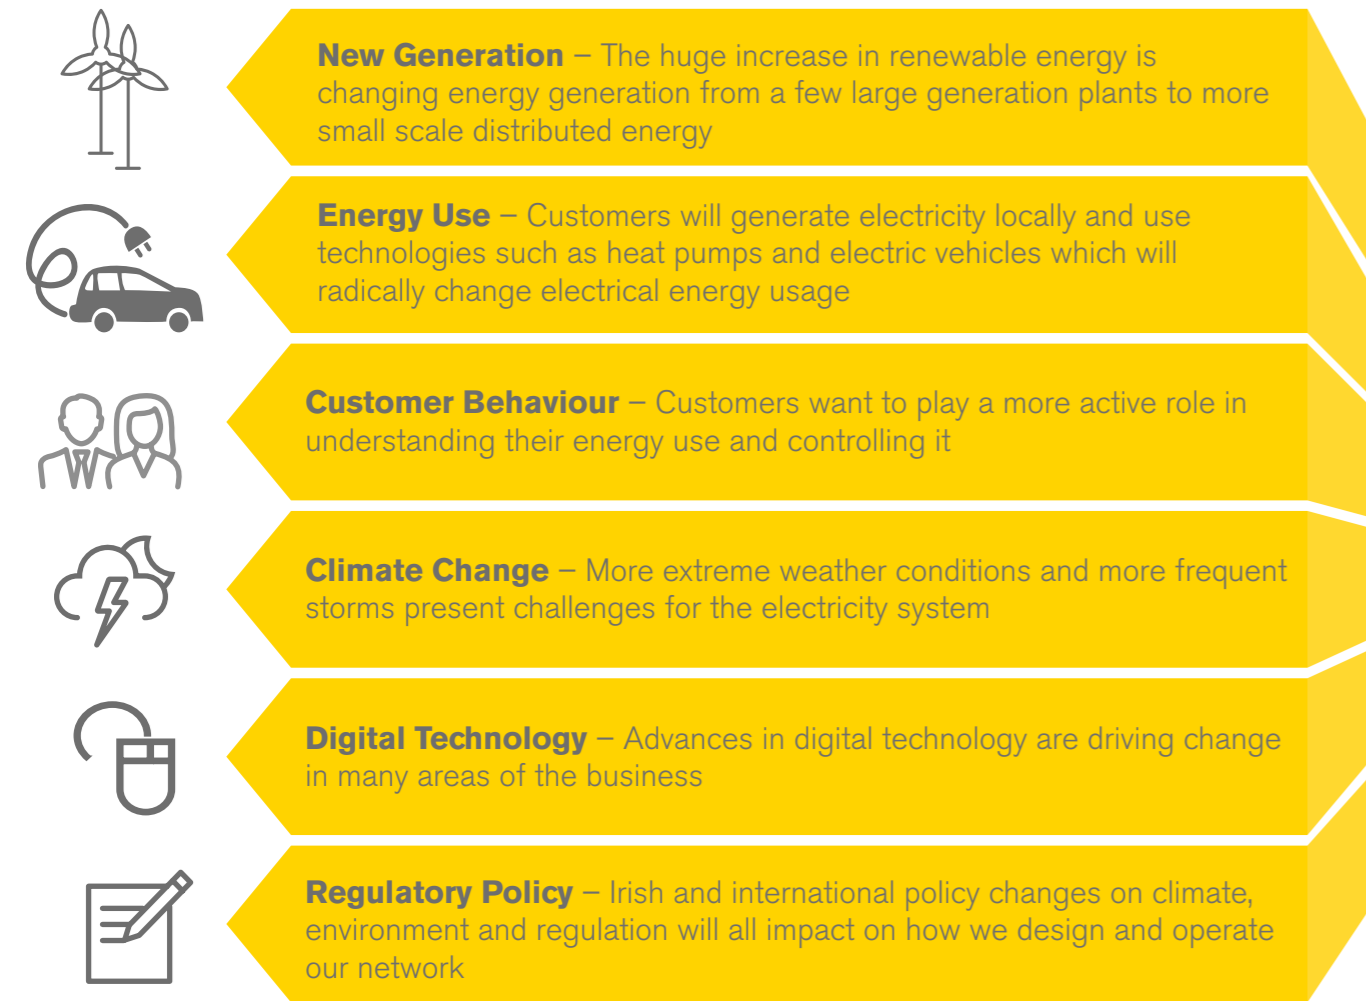 New Generation – The huge increase in renewable energy is
changing energy generation from a few large generation plants to more
small scale distributed energy
Energy Use – Customers will generate electricity locally and use
technologies such as heat pumps and electric vehicles which will
radically change electrical energy usage
Customer Behaviour – Customers want to play a more active role in
understanding their energy use and controlling it
Climate Change – More extreme weather conditions and more frequent
storms present challenges for the electricity system
Digital Technology – Advances in digital technology are driving change
in many areas of the business
Regulatory Policy – Irish and international policy changes on climate,
environment and regulation will all impact on how we design and operate
our network